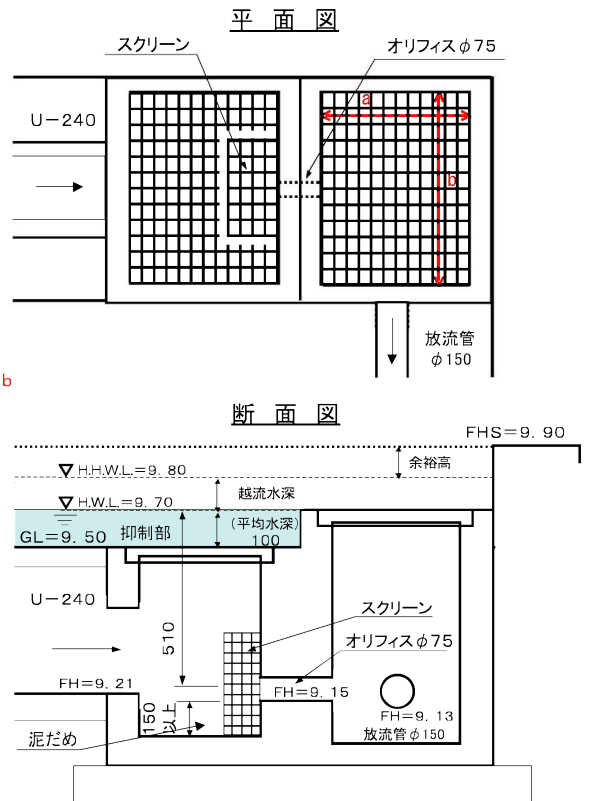 平面図
スクリーン
オリフィスφ75
U－240
a
b
放流管
φ150
b
断面図
FHS＝9.90
余裕高
H.H.W.L.＝9.80
越流水深
H.W.L.＝9.70
(平均水深)
100
GL＝9.50
抑制部
U－240
スクリーン
510
オリフィスφ75
FH＝9.21
FH＝9.15
150
以上
FH＝9.13
放流管φ150
泥だめ